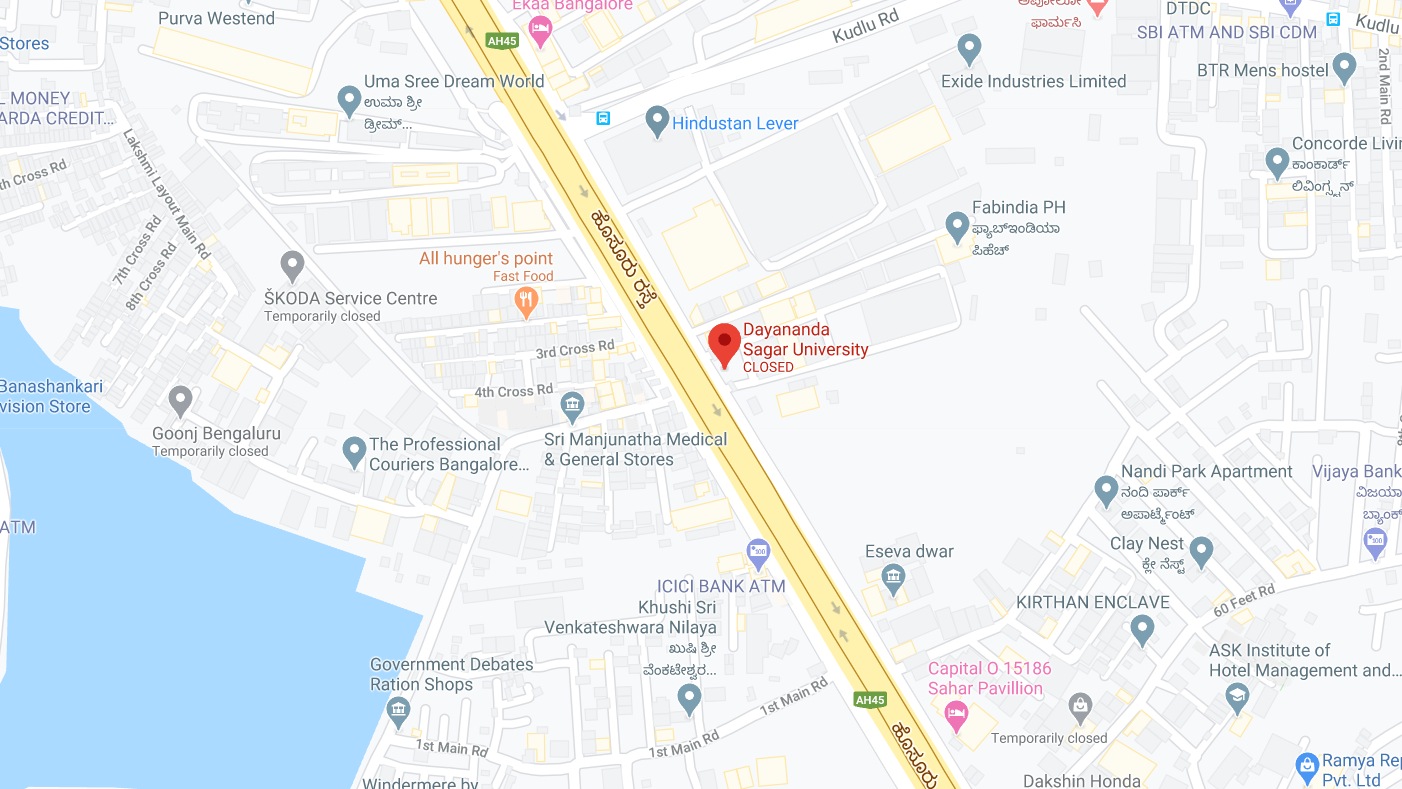 Ekaa Bangalore
Purva Westend
Stores
AH45
Kudlu Rd
ಅಪೋಲೋ
ಫಾರ್ಮಸಿ
DTDC
SBI ATM AND SBI CDM
Kudlu
Uma Sree Dream World
ಉಮಾ ಶ್ರೀ
ಡ್ರೀಮ್...
Exide Industries Limited
BTR Mens hostel
2nd Main Rd
L MONEY
ARDA CREDIT...
Hindustan Lever
Lakshmi Layout Main Rd
th Cross Rd
Concorde Livin
ಕಾಂಕಾರ್ಡ್
ಲಿವಿಂಗ್ಸ್ನ್
7th Cross Rd
8th Cross Rd
ಹೊಸೂರು ರಸ್ತೆ
Fabindia PH
ಫ್ಯಾಬ್ಇಂಡಿಯಾ
ಪಿಹೆಚ್
All hunger's point
Fast Food
ŠKODA Service Centre
Temporarily closed
3rd Cross Rd
Dayananda
Sagar University
CLOSED
4th Cross Rd
Banashankari
vision Store
Goonj Bengaluru
Temporarily closed
The Professional
Couriers Bangalore...
Sri Manjunatha Medical
& General Stores
Nandi Park Apartment
ನಂದಿ ಪಾರ್ಕ್
ಅಪಾರ್ಟ್ಮೆಂಟ್
Vijaya Bank
ವಿಜಯಾ
ಬ್ಯಾಂಕ್
ATM
Clay Nest
ಕ್ಲೇ ನೆಸ್ಟ್
Eseva dwar
ICICI BANK ATM
Khushi Sri
Venkateshwara Nilaya
ಖುಷಿ ಶ್ರೀ
ವೆಂಕಟೇಶ್ವರ...
KIRTHAN ENCLAVE
60 Feet Rd
Government Debates
Ration Shops
ASK Institute of
Hotel Management and...
Capital O 15186
Sahar Pavillion
AH45
1st Main Rd
1st Main Rd
1st Main Rd
ಹೊಸೂರು
Temporarily closed
Dakshin Honda
Ramya Rep
Pvt. Ltd
Windermere by